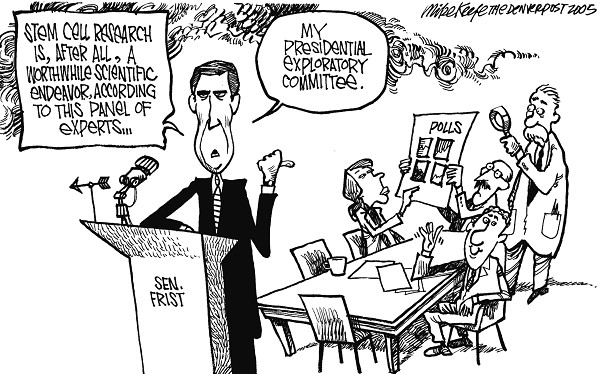 Mike Keefe THE DENVER POST 2005
STEM CELL RESEARCH
IS, AFTER ALL, A
WORTHWHILE SCIENTIFIC
ENDEAVOR, ACCORDING
TO THIS PANEL OF
EXPERTS...
MY
PRESIDENTIAL
EXPLORATORY
COMMITTEE.
POLLS
SEN.
FRIST